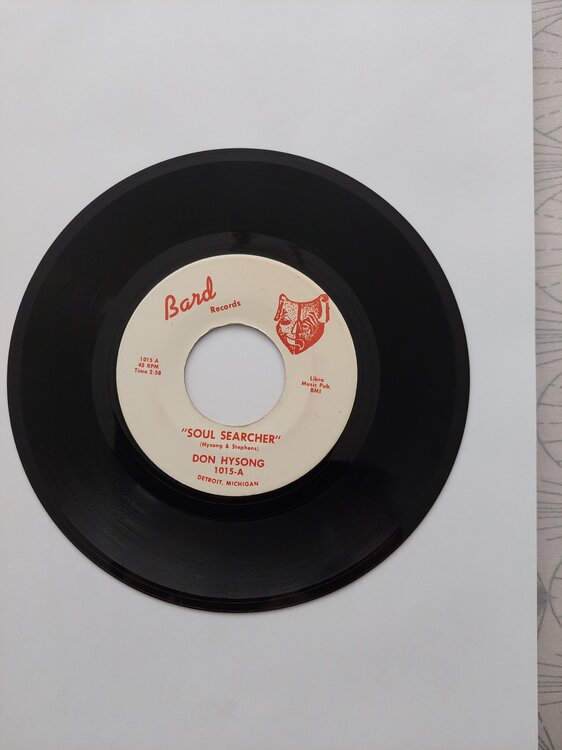 Bard
Records
1015 A
45 RPM
Time 2:58
Libra
Music Pub.
BMI
"SOUL SEARCHER"
(Hysong & Stephans)
DON HYSONG
1015-A
DETROIT, MICHIGAN